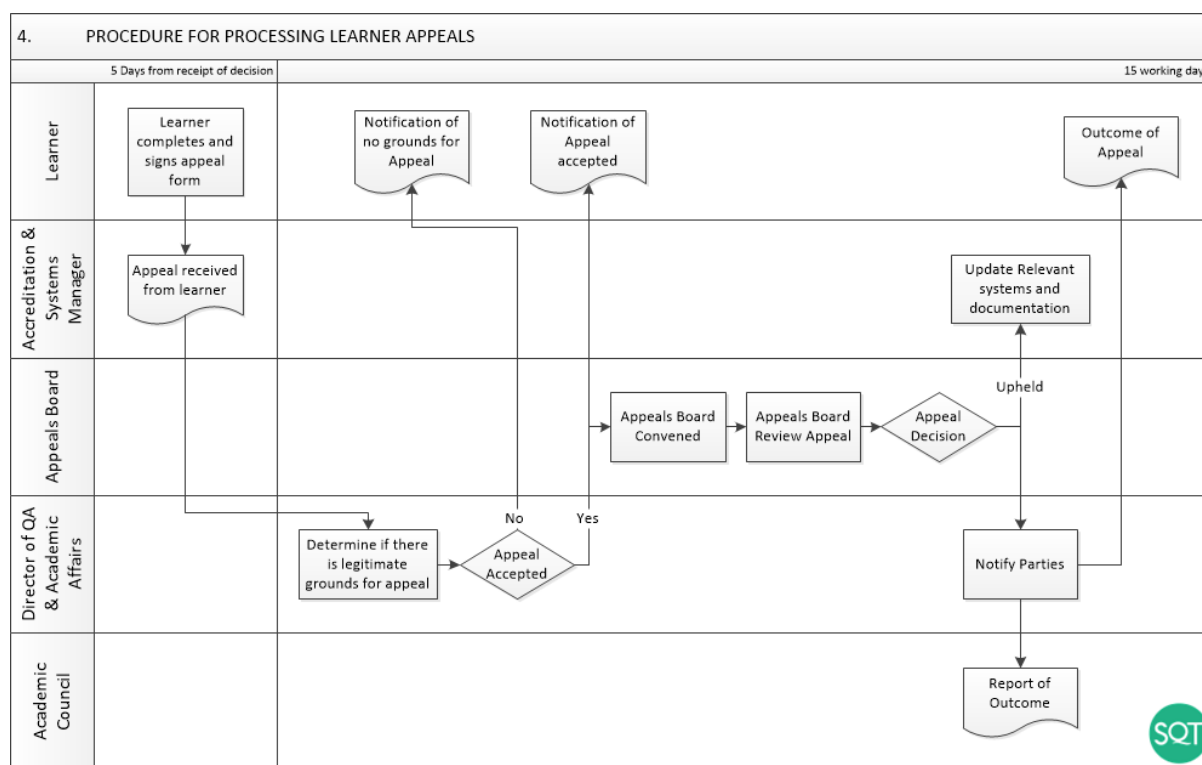 4. PROCEDURE FOR PROCESSING LEARNER APPEALS
5 Days from receipt of decision
15 working day
Learner
Learner
completes and
signs appeal
form
Notification of
no grounds for
Appeal
Notification of
Appeal
accepted
Outcome of
Appeal
Accreditation &
Systems
Manager
Appeal received
from learner
Update Relevant
systems and
documentation
Appeals Board
Upheld
Appeals Board
Convened
Appeals Board
Review Appeal
Appeal
Decision
Director of QA
& Academic
Affairs
No
Yes
Determine if there
is legitimate
grounds for appeal
Appeal
Accepted
Notify Parties
Academic
Council
Report of
Outcome
SQT